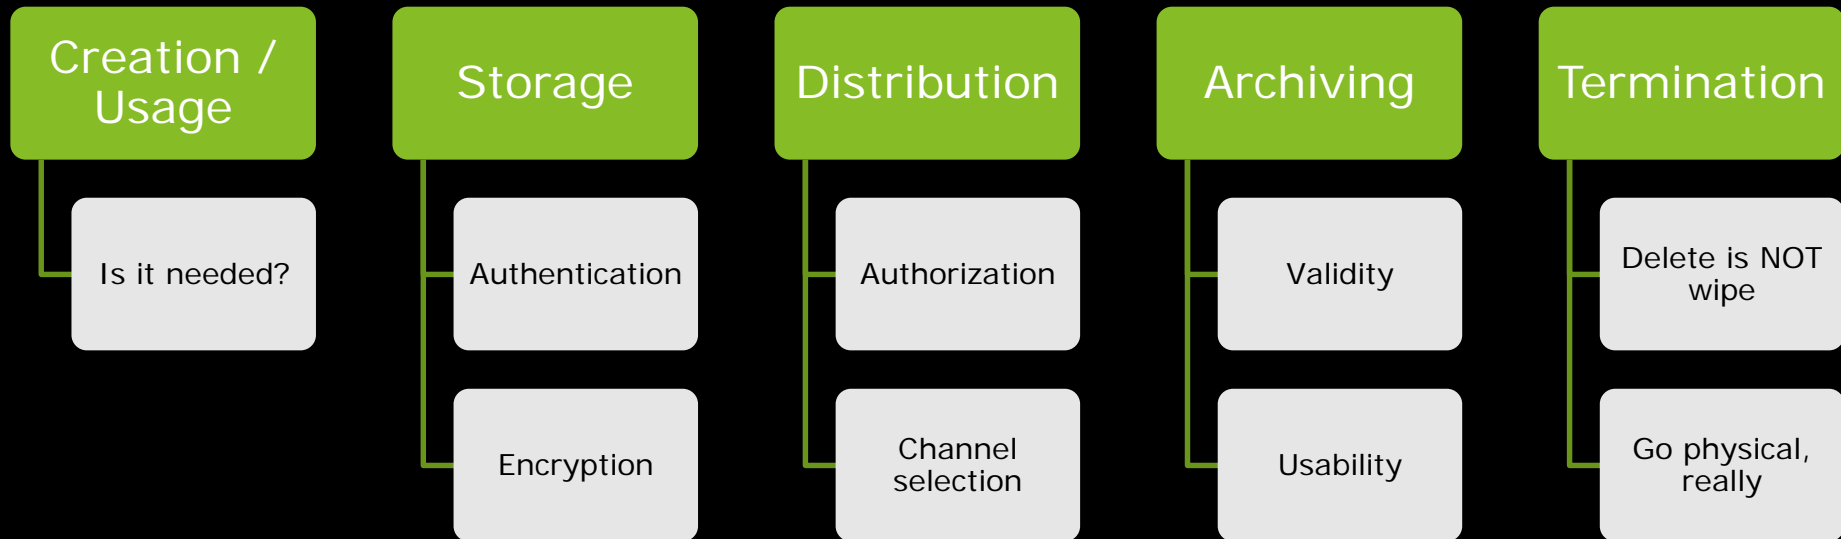 Creation /
Usage
Is it needed?
Storage
Authentication
Encryption
Distribution
Authorization
Channel
selection
Archiving
Validity
Usability
Termination
Delete is NOT
wipe
Go physical,
really